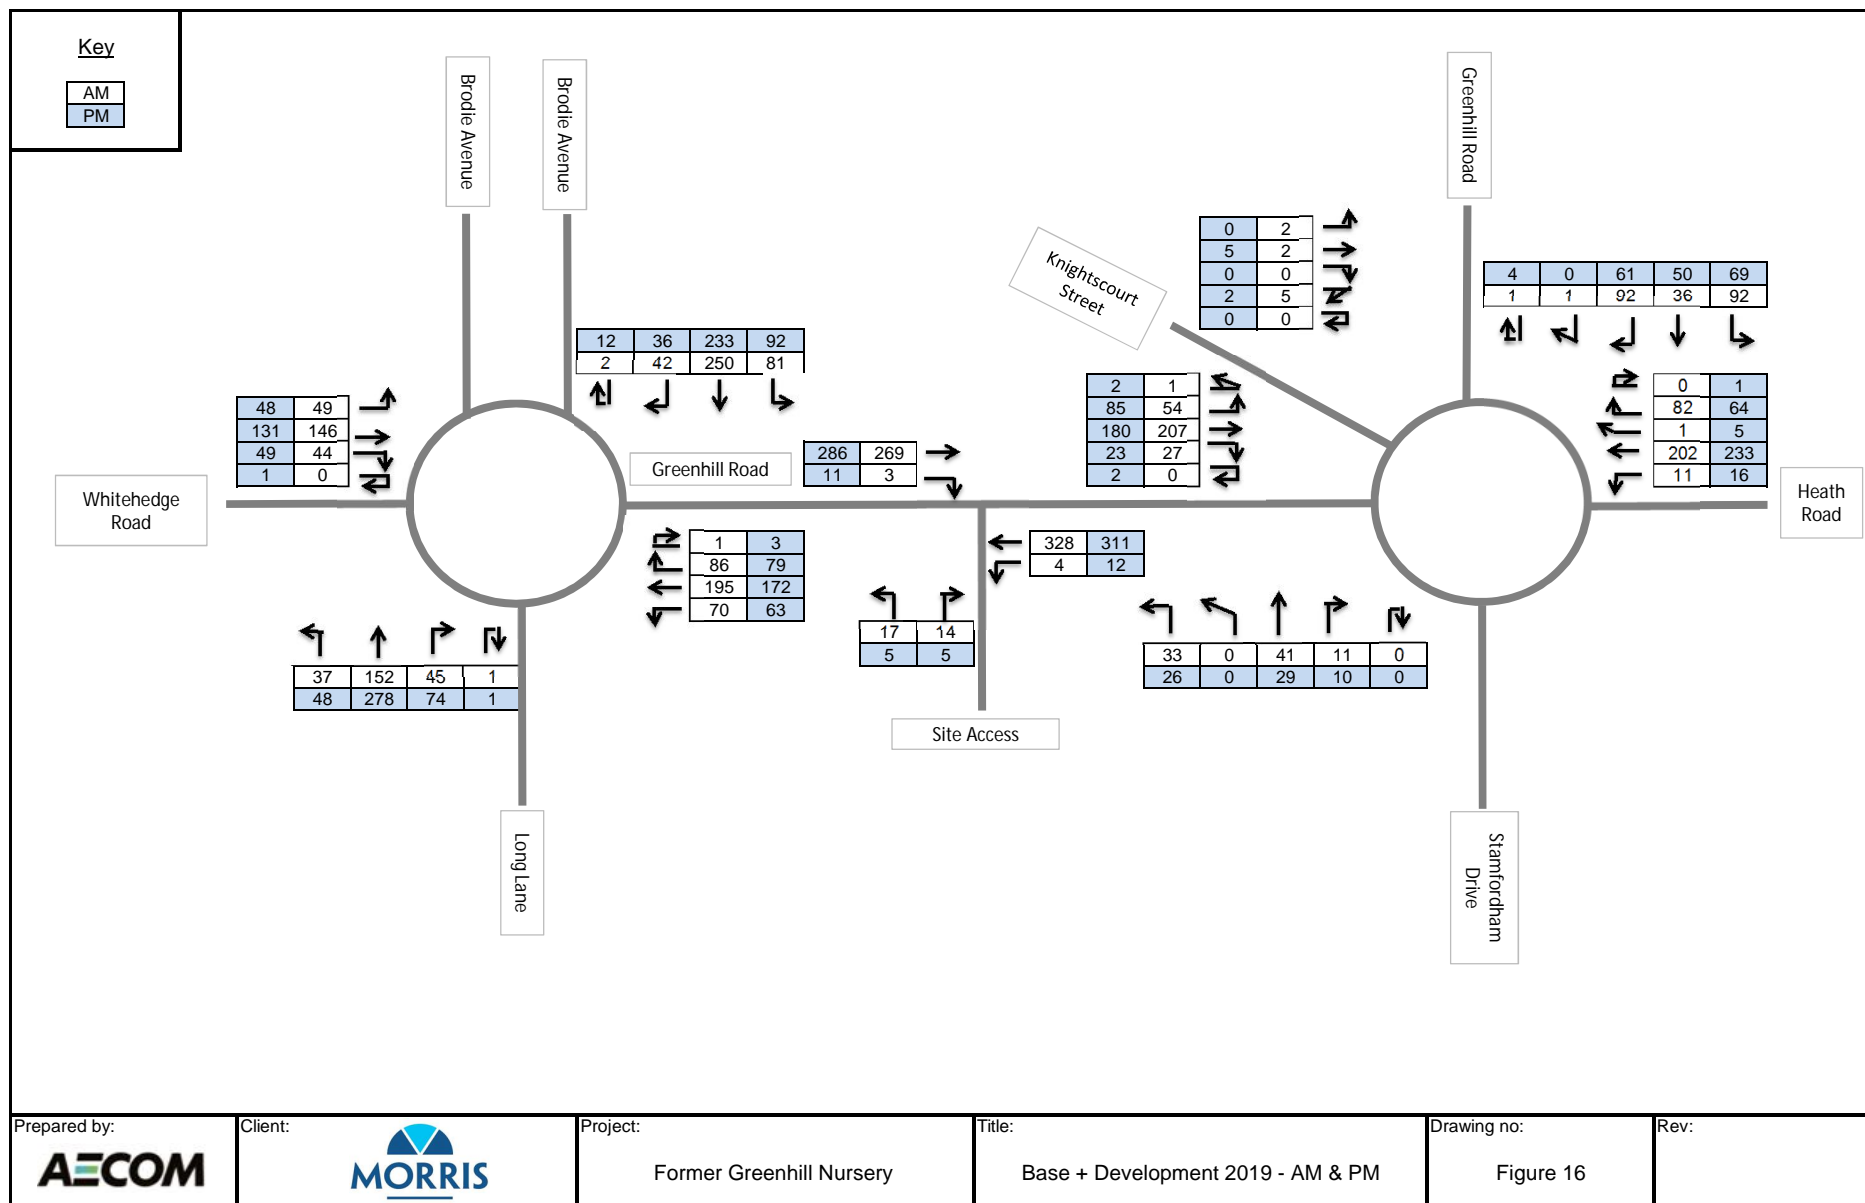 Key
AM
PM
Brodie Avenue
Brodie Avenue
Greenhill Road
Knightscourt
Street
0 2
5 2
0 0
2 5
0 0
4 0 61 50 69
1 1 92 36 92
12 36 233 92
2 42 250 81
48 49
131 146
49 44
1 0
2 1
85 54
180 207
23 27
2 0
0 1
82 64
1 5
202 233
11 16
Whitehedge
Road
Greenhill Road
286 269
11 3
Heath
Road
1 3
86 79
195 172
70 63
328 311
4 12
17 14
5 5
37 152 45 1
48 278 74 1
33 0 41 11 0
26 0 29 10 0
Site Access
Long Lane
Stamfordham
Drive
Prepared by:
AECOM
Client:
MORRIS
Project:
Former Greenhill Nursery
Title:
Base + Development 2019 - AM & PM
Drawing no:
Figure 16
Rev: